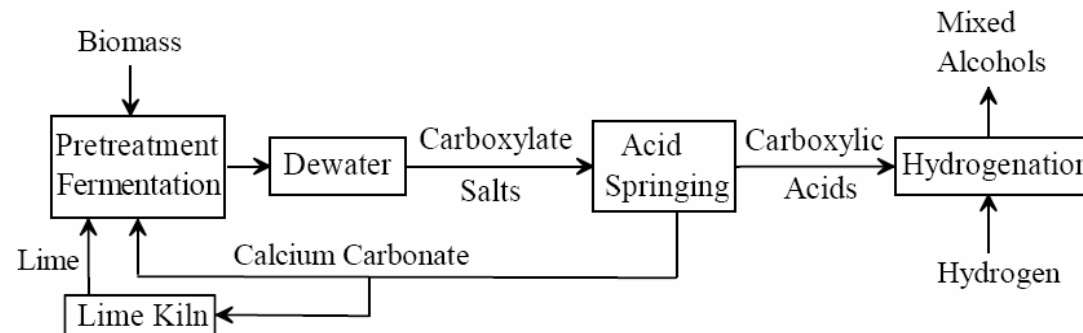 Biomass
Pretreatment
Fermentation
Dewater
Carboxylate
Salts
Acid
Springing
Carboxylic
Acids
Hydrogenation
Mixed
Alcohols
Hydrogen
Calcium Carbonate
Lime
Lime Kiln